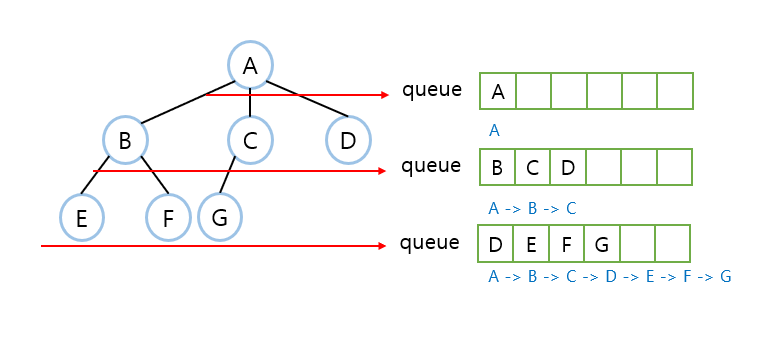 A
queue A
A
B C D
queue B C D
A -> B -> C
E F G
queue D E F G
A -> B -> C -> D -> E -> F -> G